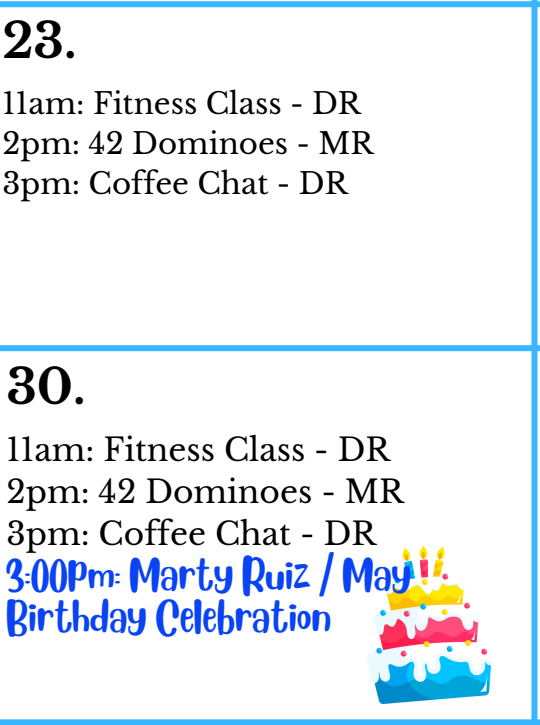 23.
11am: Fitness Class - DR
2pm: 42 Dominoes - MR
3pm: Coffee Chat - DR
30.
11am: Fitness Class - DR
2pm: 42 Dominoes - MR
3pm: Coffee Chat - DR
3:00Pm: Marty Ruiz / May
Birthday Celebration